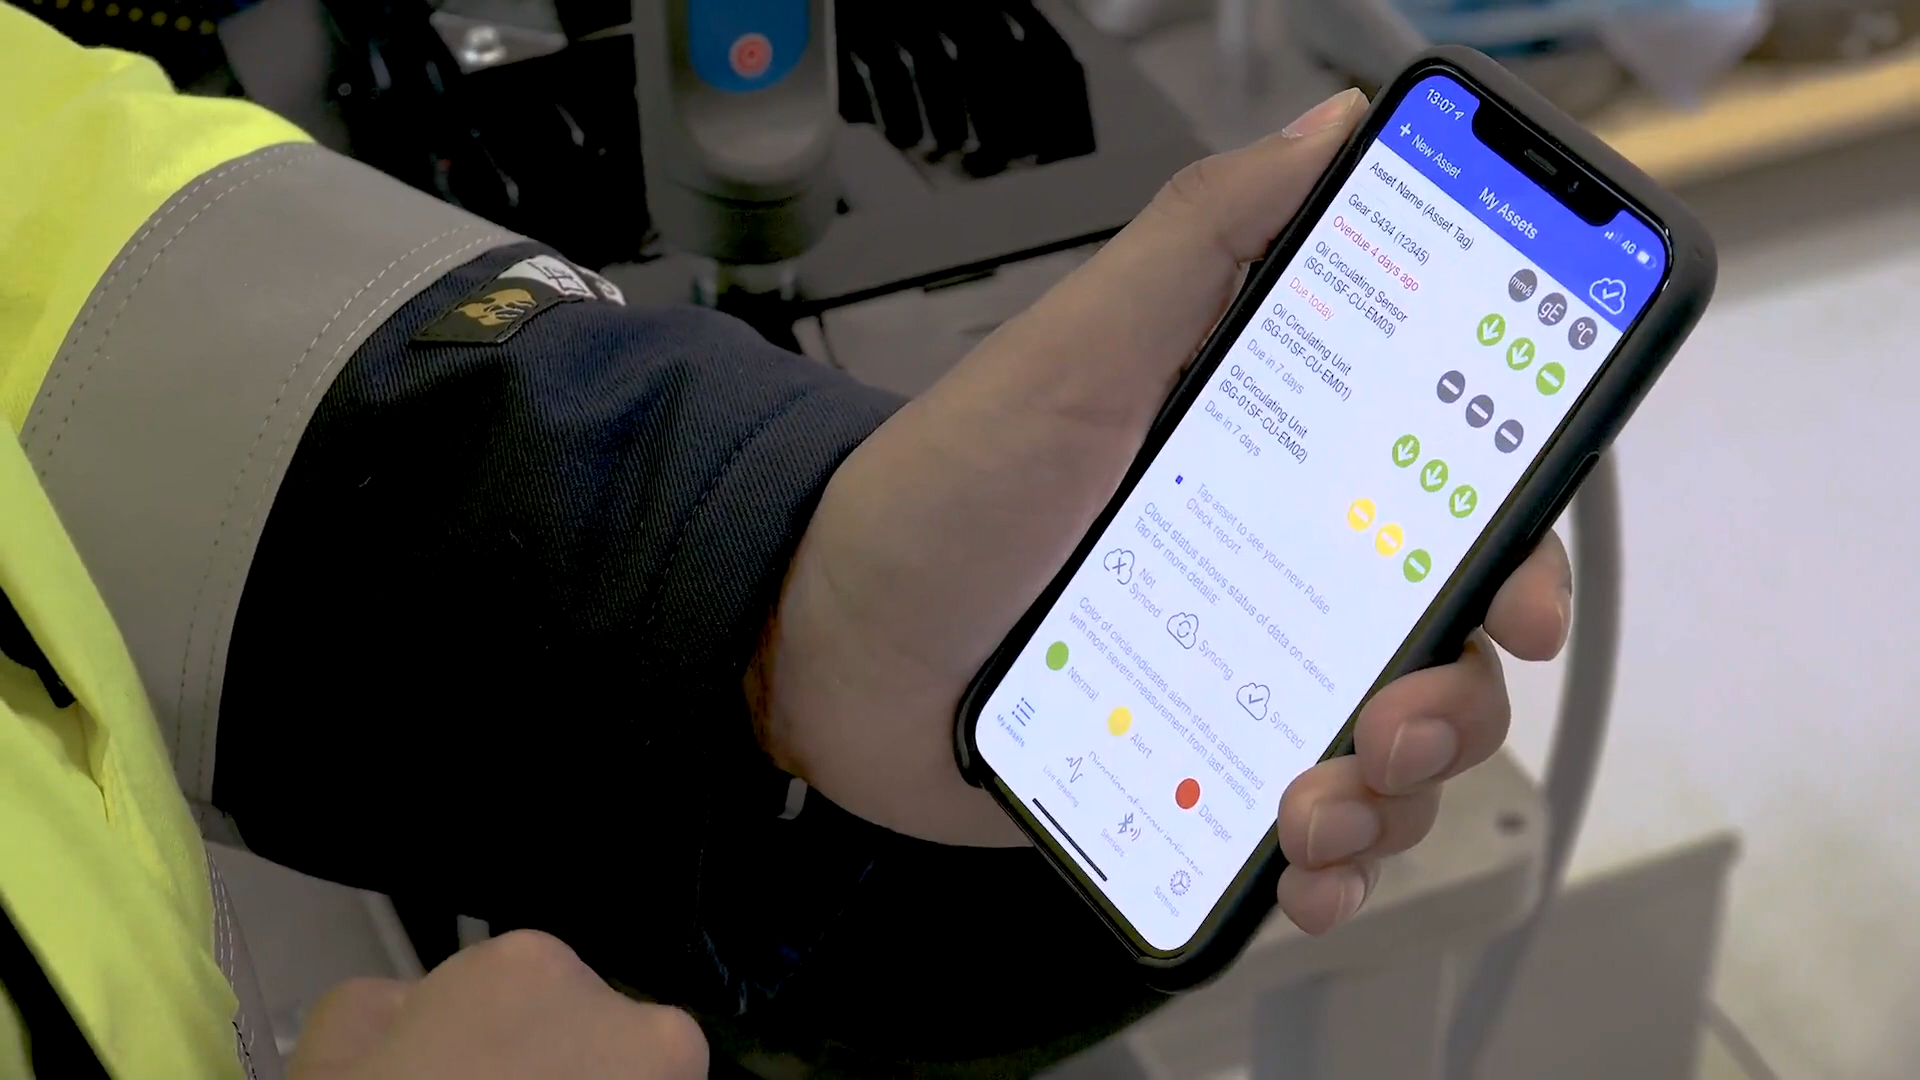 13:07
4G
+ New Asset
My Assets
Asset Name (Asset Tag)
mm/s
gE
°C
Gear S434 (12345)
Overdue 4 days ago
Oil Circulating Sensor
(SG-01SF-CU-EM03)
Due today
Oil Circulating Unit
(SG-01SF-CU-EM01)
Due in 7 days
Oil Circulating Unit
(SG-01SF-CU-EM02)
Due in 7 days
Tap asset to see your new Pulse
Check report
Cloud status shows status of data on device.
Tap for more details:
Not
Synced
Syncing
Synced
Color of circle indicates alarm status associated
with most severe measurement from last reading:
Normal
Alert
Danger
Direction of arrow indicates
My Assets
Live Reading
Sensors
Settings